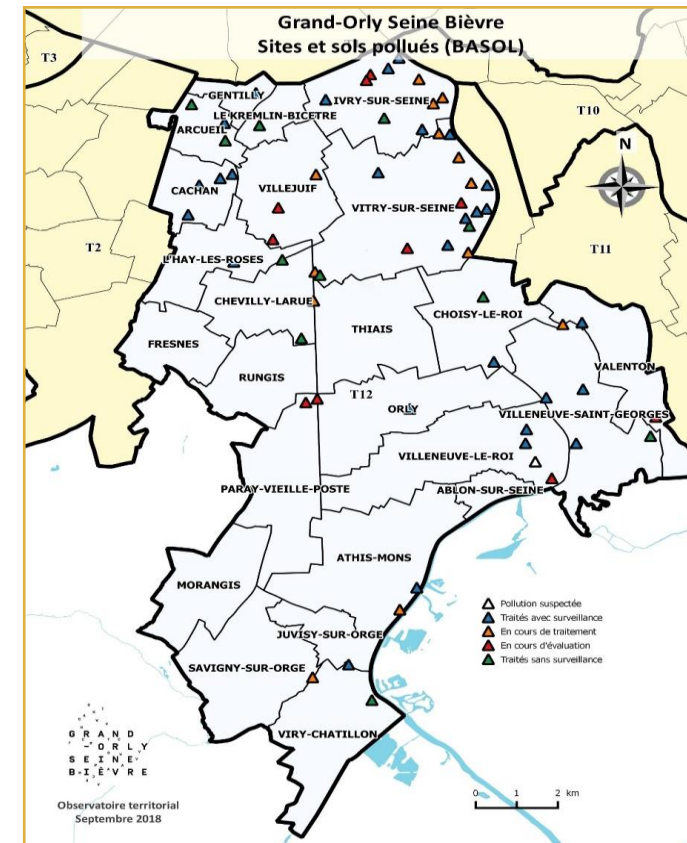 Grand-Orly Seine Bièvre
Sites et sols pollués (BASOL)
T3
GENTILLY
IVRY-SUR-SEINE
T10
LE KREMLIN-BICETRE
ARCUEIL
N
CACHAN
VILLEJUIF
VITRY-SUR-SEINE
T2
T11
L'HAY-LES-ROSES
CHEVILLY-LARUE
CHOISY-LE-ROI
THIAIS
FRESNES
VALENTON
RUNGIS
T12
ORLY
VILLENEUVE-SAINT-GEORGES
VILLENEUVE-LE-ROI
PARAY-VIEILLE-POSTE
ABLON-SUR-SEINE
ATHIS-MONS
MORANGIS
Pollution suspectée
Traités avec surveillance
En cours de traitement
En cours d'évaluation
Traités sans surveillance
JUVISY-SUR-ORGE
SAVIGNY-SUR-ORGE
VIRY-CHATILLON
GRAND
-ORLY
SEINE
BIÈVRE
0 1 2 km
Observatoire territorial
Septembre 2018